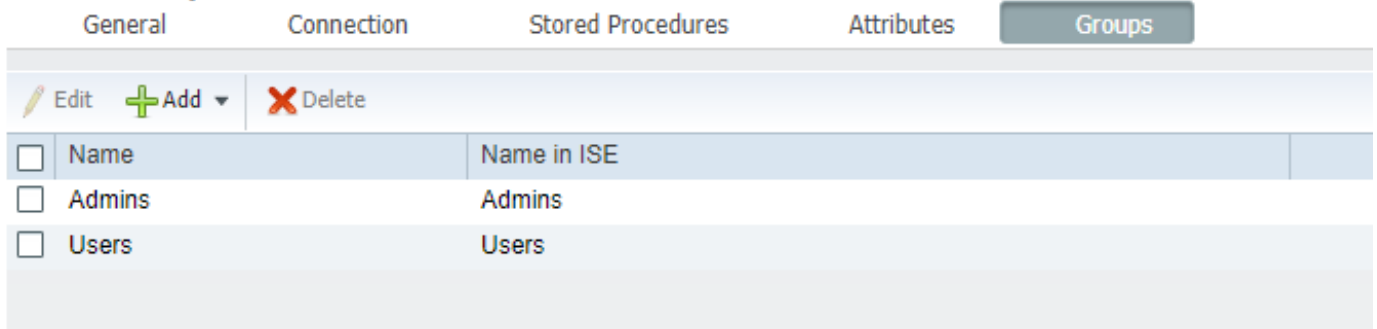 General Connection Stored Procedures Attributes Groups
Edit Add Delete
Name Name in ISE
Admins Admins
Users Users